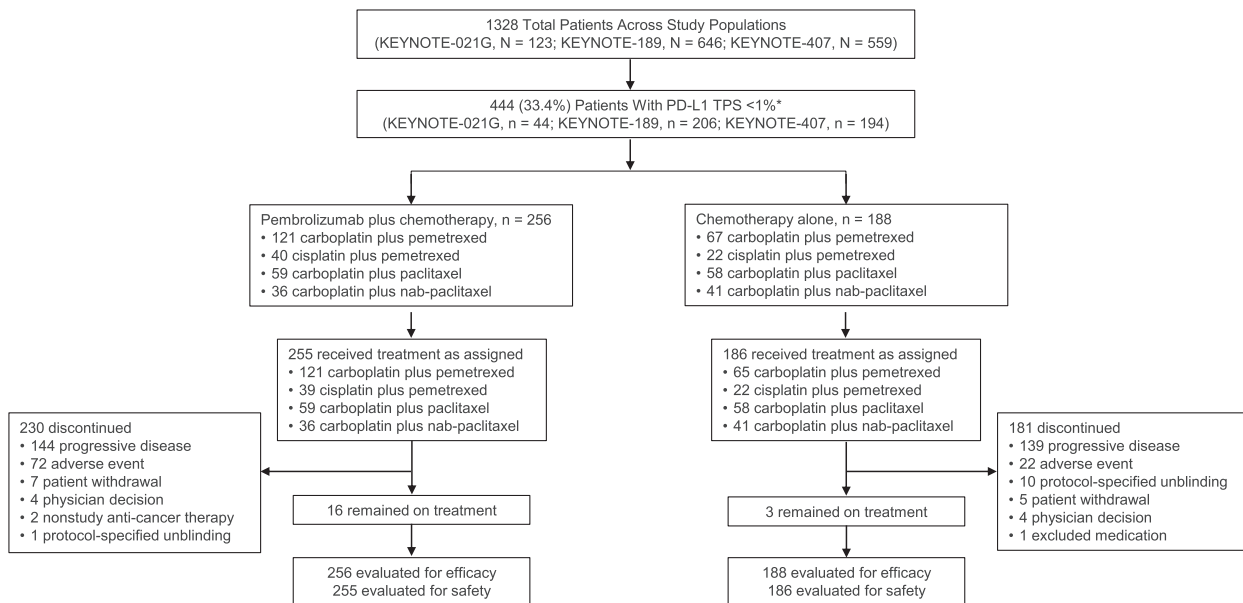 1328 Total Patients Across Study Populations
(KEYNOTE-021G, N = 123; KEYNOTE-189, N = 646; KEYNOTE-407, N = 559)
444 (33.4%) Patients With PD-L1 TPS <1%*
(KEYNOTE-021G, n = 44; KEYNOTE-189, n = 206; KEYNOTE-407, n = 194)
Pembrolizumab plus chemotherapy, n = 256
• 121 carboplatin plus pemetrexed
• 40 cisplatin plus pemetrexed
• 59 carboplatin plus paclitaxel
• 36 carboplatin plus nab-paclitaxel
Chemotherapy alone, n = 188
• 67 carboplatin plus pemetrexed
• 22 cisplatin plus pemetrexed
• 58 carboplatin plus paclitaxel
• 41 carboplatin plus nab-paclitaxel
255 received treatment as assigned
• 121 carboplatin plus pemetrexed
• 39 cisplatin plus pemetrexed
• 59 carboplatin plus paclitaxel
• 36 carboplatin plus nab-paclitaxel
186 received treatment as assigned
• 65 carboplatin plus pemetrexed
• 22 cisplatin plus pemetrexed
• 58 carboplatin plus paclitaxel
• 41 carboplatin plus nab-paclitaxel
230 discontinued
• 144 progressive disease
• 72 adverse event
• 7 patient withdrawal
• 4 physician decision
• 2 nonstudy anti-cancer therapy
• 1 protocol-specified unblinding
181 discontinued
• 139 progressive disease
• 22 adverse event
• 10 protocol-specified unblinding
• 5 patient withdrawal
• 4 physician decision
• 1 excluded medication
16 remained on treatment
3 remained on treatment
256 evaluated for efficacy
255 evaluated for safety
188 evaluated for efficacy
186 evaluated for safety